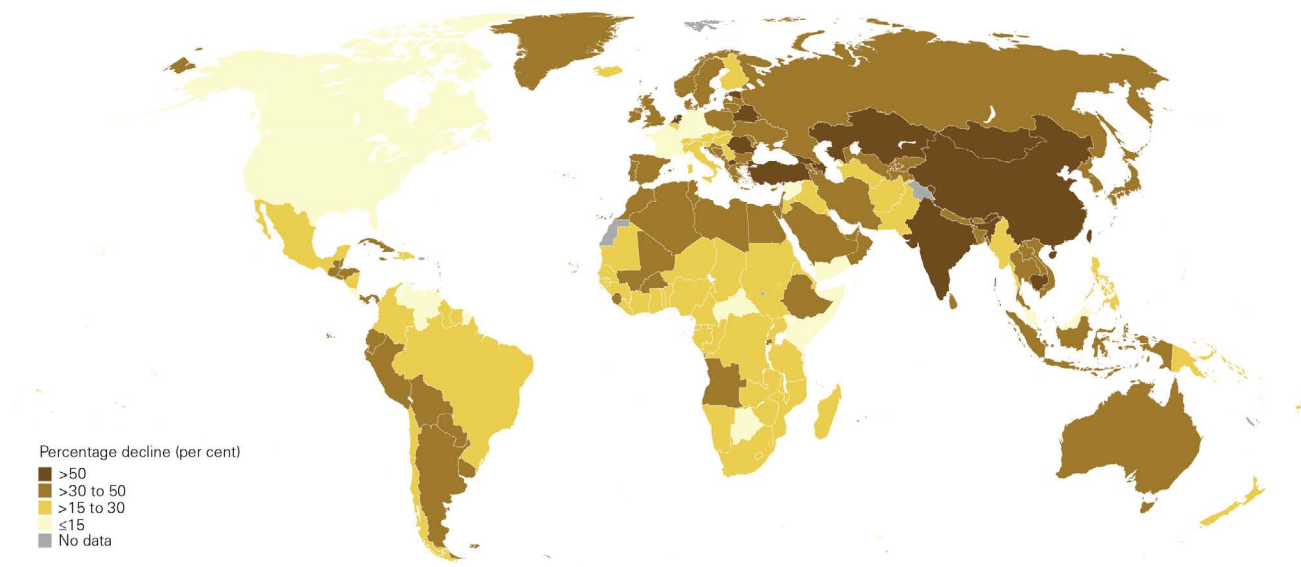 Percentage decline (per cent)
>50
>30 to 50
>15 to 30
≤15
No data